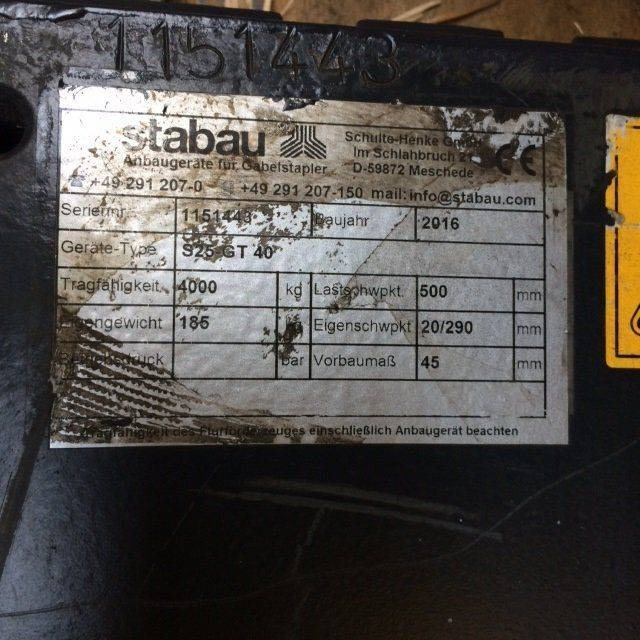 1151443
stabau
Anbaugeräte für Gabelstapler
Schulte-Henke
Im Schlahbruch
D-59872 Meschede
CE
+49 291 207-0 +49 291 207-150 mail: info@stabau.com
Seriennr. 1151443 Baujahr 2016
Geräte-Type S25 GT 40
Tragfähigkeit 4000 kg Lastschwpkt. 500 mm
Eigengewicht 185 Eigenschwpkt 20/290 mm
bar Vorbaumaß 45 mm
Tragfähigkeit des Flurförderzeuges einschließlich Anbaugerät beachten